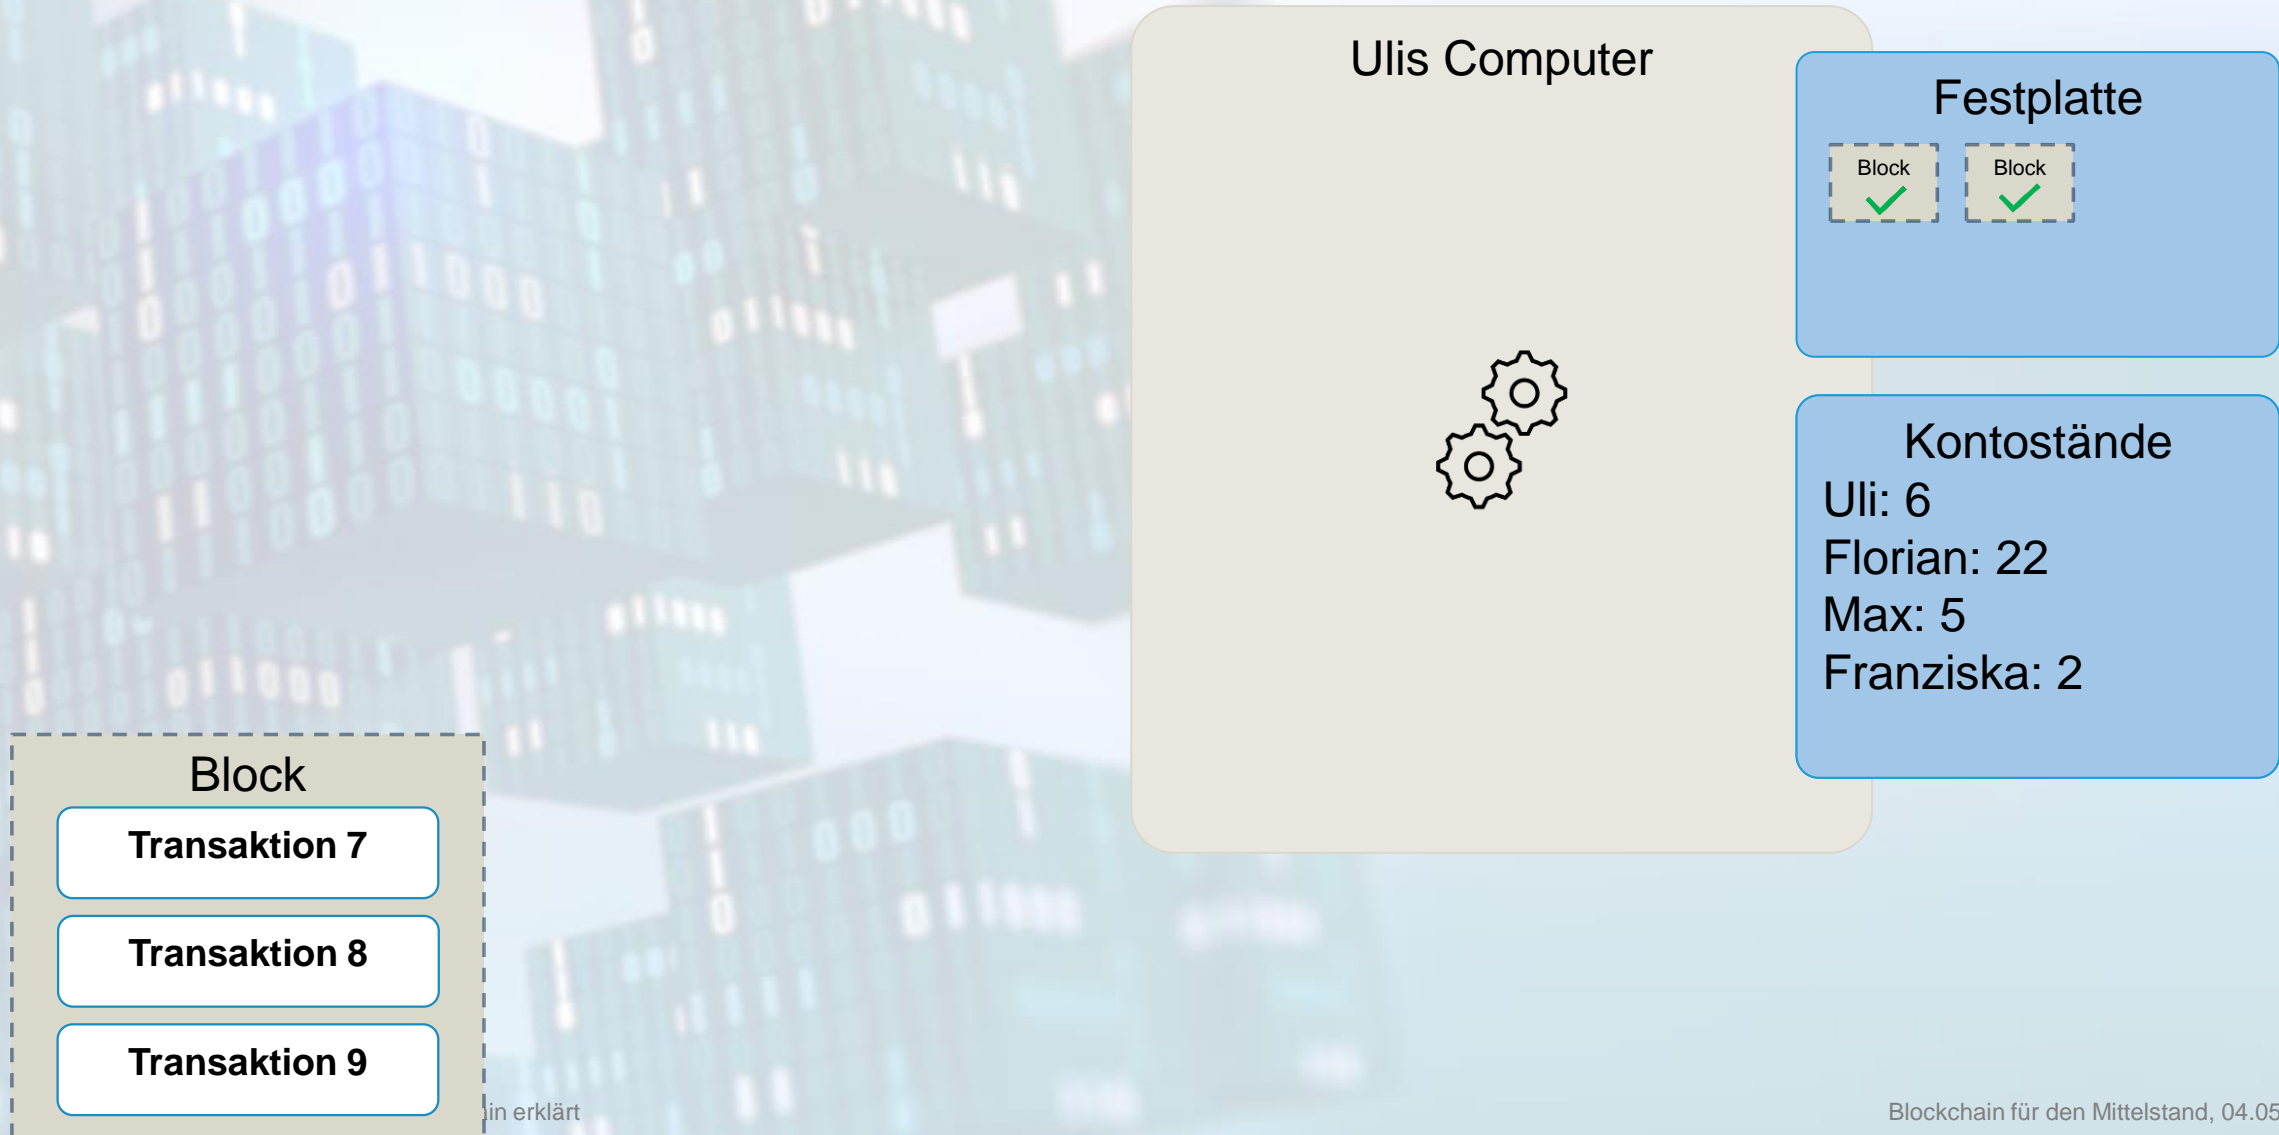 Ulis Computer
Festplatte
Block
Block
Kontostände
Uli: 6
Florian: 22
Max: 5
Franziska: 2
Block
Transaktion 7
Transaktion 8
Transaktion 9
in erklärt
Blockchain für den Mittelstand, 04.05